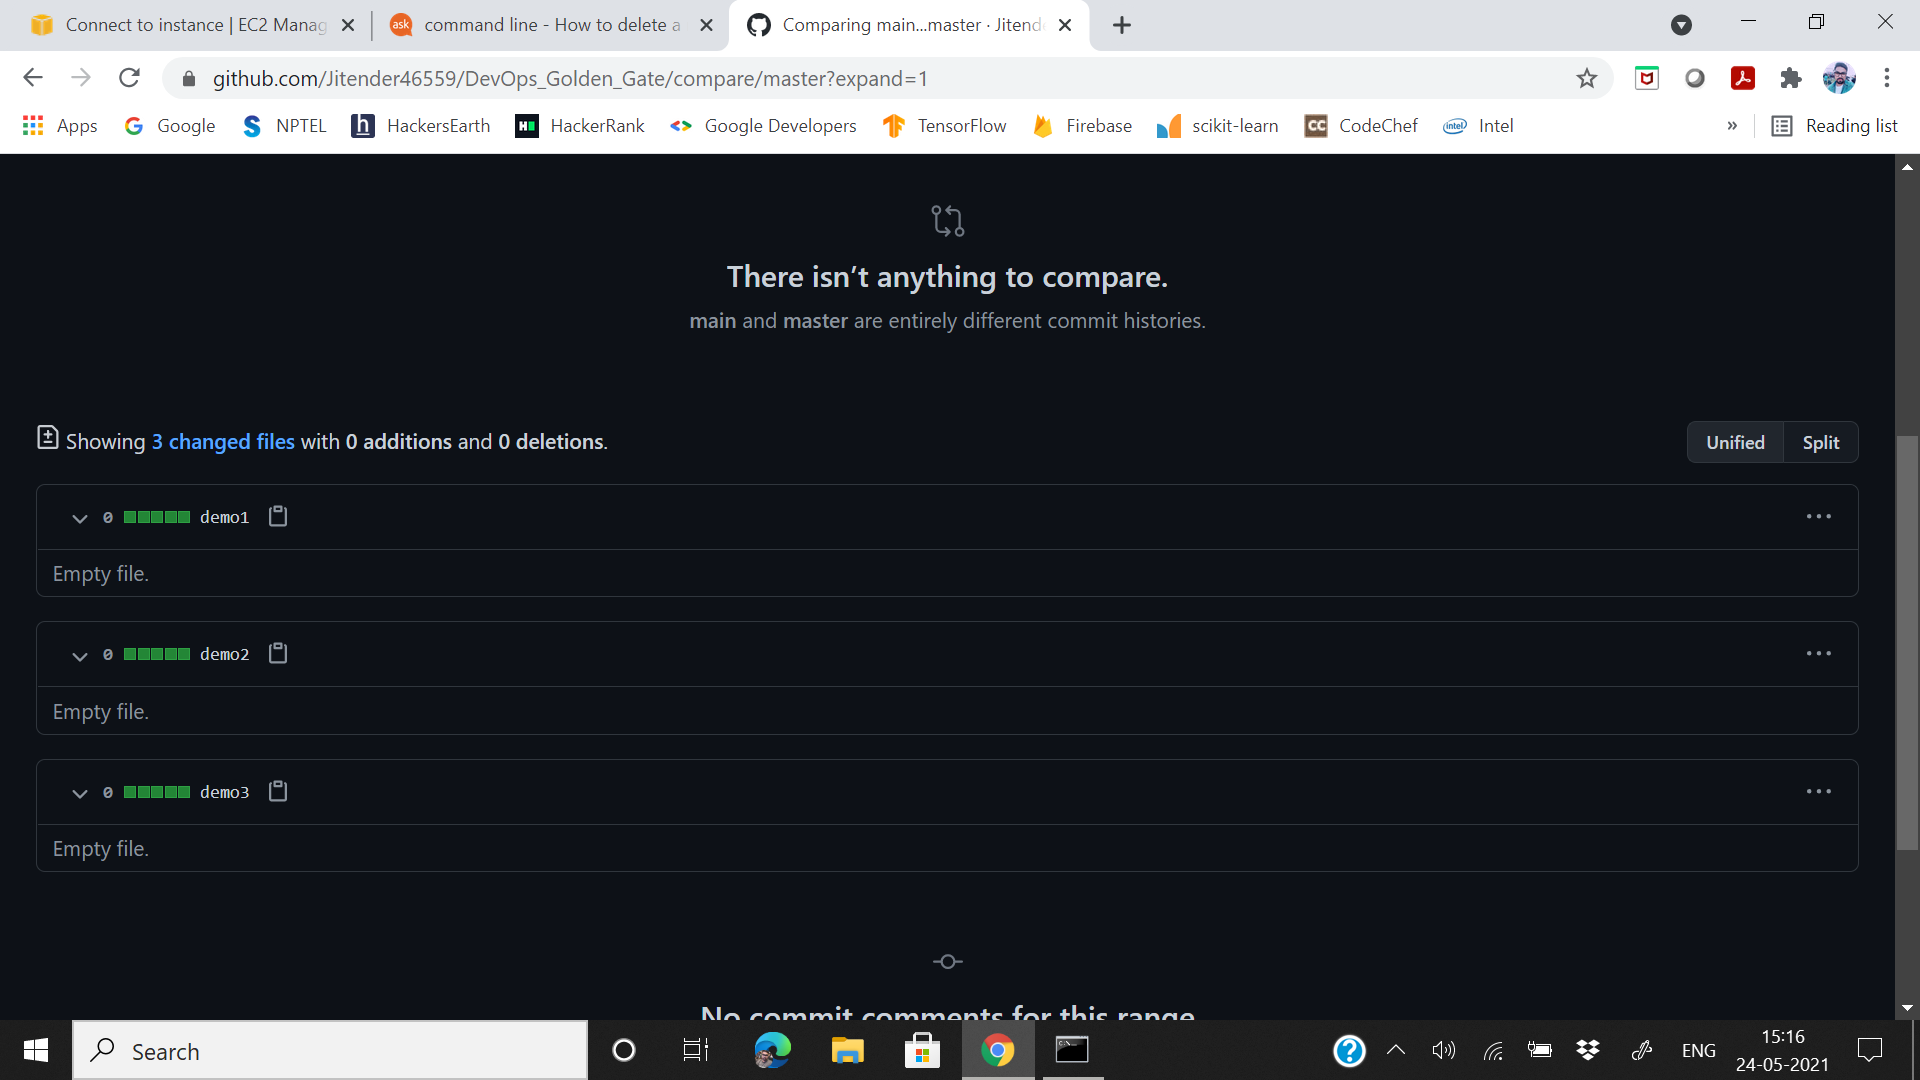 Connect to instance | EC2 Manag
ask command line - How to delete a
Comparing main...master · Jitende
github.com/Jitender46559/DevOps_Golden_Gate/compare/master?expand=1
Apps Google NPTEL HackersEarth HackerRank Google Developers TensorFlow Firebase scikit-learn CodeChef Intel » Reading list
There isn’t anything to compare.
main and master are entirely different commit histories.
Showing 3 changed files with 0 additions and 0 deletions.
Unified Split
0 demo1
Empty file.
0 demo2
Empty file.
0 demo3
Empty file.
No commit comments for this range
Search
ENG
15:16
24-05-2021